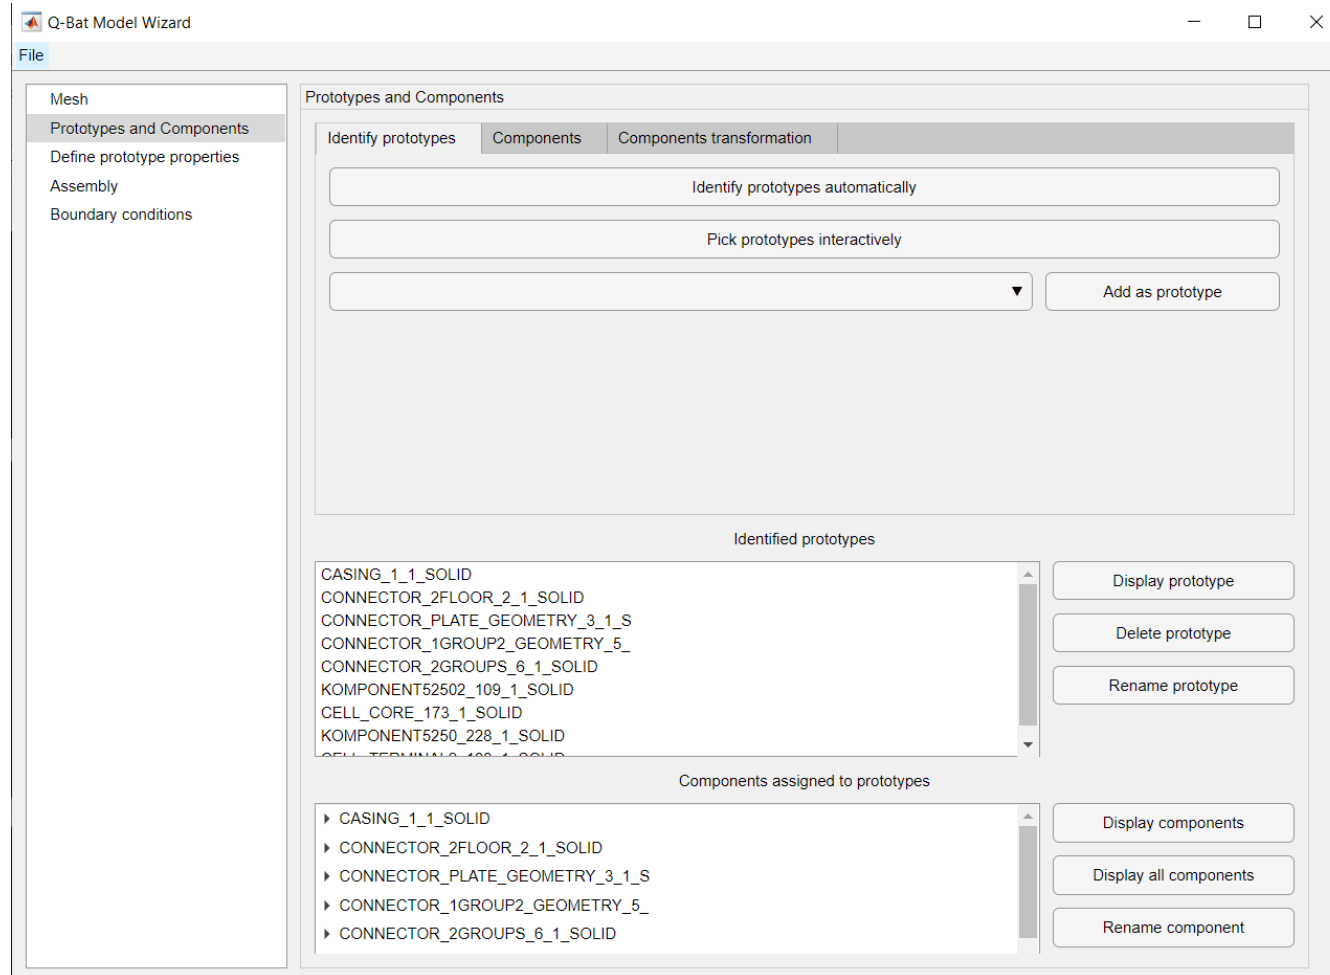 Q-Bat Model Wizard
File
Mesh
Prototypes and Components
Define prototype properties
Assembly
Boundary conditions
Prototypes and Components
Identify prototypes Components Components transformation
Identify prototypes automatically
Pick prototypes interactively
Add as prototype
Identified prototypes
CASING_1_1_SOLID
CONNECTOR_2FLOOR_2_1_SOLID
CONNECTOR_PLATE_GEOMETRY_3_1_S
CONNECTOR_1GROUP2_GEOMETRY_5_
CONNECTOR_2GROUPS_6_1_SOLID
KOMPONENT52502_109_1_SOLID
CELL_CORE_173_1_SOLID
KOMPONENT5250_228_1_SOLID
Display prototype
Delete prototype
Rename prototype
Components assigned to prototypes
CASING_1_1_SOLID
CONNECTOR_2FLOOR_2_1_SOLID
CONNECTOR_PLATE_GEOMETRY_3_1_S
CONNECTOR_1GROUP2_GEOMETRY_5_
CONNECTOR_2GROUPS_6_1_SOLID
Display components
Display all components
Rename component